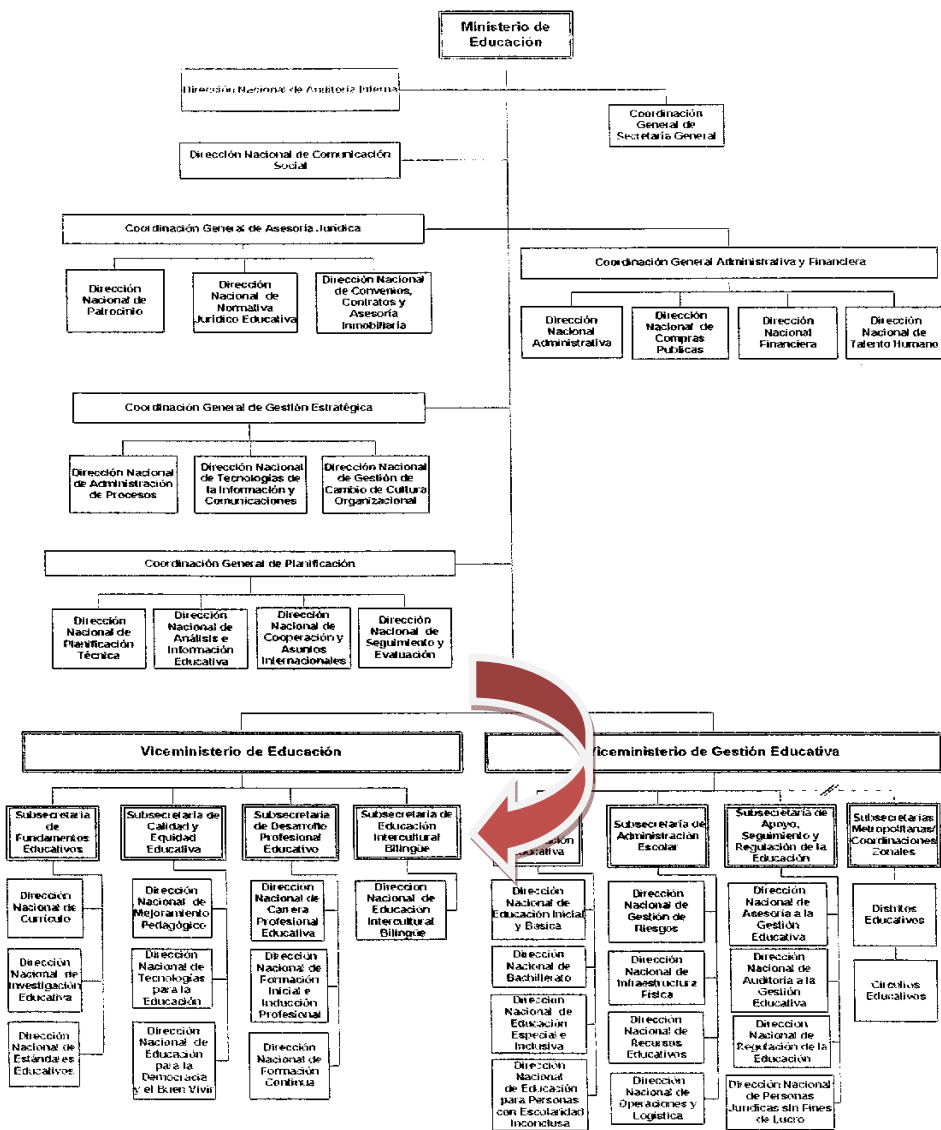 Ministerio de
Educación
Dirección Nacional de Auditoría Interna
Coordinación
General de
Secretaría General
Dirección Nacional de Comunicación
Social
Coordinación General de Asesoría Jurídica
Coordinación General Administrativa y Financiera
Dirección
Nacional de
Patrocinio
Dirección
Nacional de
Normativa
Jurídico Educativa
Dirección Nacional
de Convenios,
Contratos y
Asesoría
Inmobiliaria
Dirección
Nacional
Administrativa
Dirección
Nacional de
Compras
Publicas
Dirección
Nacional
Financiera
Dirección
Nacional de
Talento Humano
Coordinación General de Gestión Estratégica
Dirección Nacional
de Administración
de Procesos
Dirección Nacional
de Tecnologías de
la Información y
Comunicaciones
Dirección Nacional
de Gestión de
Cambio de Cultura
Organizacional
Coordinación General de Planificación
Dirección
Nacional de
Planificación
Técnica
Dirección
Nacional de
Análisis e
Información
Educativa
Dirección
Nacional de
Cooperación y
Asuntos
Internacionales
Dirección
Nacional de
Seguimiento y
Evaluación
Viceministerio de Educación
Viceministerio de Gestión Educativa
Subsecretaría
de
Fundamentos
Educativos
Subsecretaría
de Calidad y
Equidad
Educativa
Subsecretaría
de Desarrollo
Profesional
Educativo
Subsecretaría de
Educación
Intercultural
Bilingüe
Educativa
Subsecretaría
de Administración
Escolar
Subsecretaría de
Apoyo,
Seguimiento y
Regulación de la
Educación
Subsecretarías
Metropolitanas/
Coordinaciones
Zonales
Dirección
Nacional de
Currículo
Dirección
Nacional de
Investigación
Educativa
Dirección
Nacional de
Estándares
Educativos
Dirección
Nacional de
Mejoramiento
Pedagógico
Dirección
Nacional de
Tecnologías
para la
Educación
Dirección
Nacional de
Educación
para la
Democracia
y el Buen Vivir
Dirección
Nacional de
Carrera
Profesional
Educativa
Dirección
Nacional de
Formación
Inicial e
Inducción
Profesional
Dirección
Nacional de
Formación
Continua
Direccion
Nacional de
Educación
Intercultural
Bilingüe
Dirección
Nacional de
Educación Inicial
y Basica
Dirección
Nacional de
Bachillerato
Direccion
Nacional de
Educación
Especial e
Inclusiva
Dirección
Nacional
de Educación
para Personas
con Escolaridad
Inconclusa
Dirección
Nacional de
Gestión de
Riesgos
Dirección
Nacional de
Infraestructura
Física
Dirección
Nacional de
Recursos
Educativos
Dirección
Nacional de
Operaciones y
Logística
Dirección
Nacional de
Asesoría a la
Gestión
Educativa
Dirección
Nacional de
Auditoria a la
Gestión
Educativa
Direccion
Nacional de
Regulación de la
Educación
Dirección Nacional
de Personas
Jurídicas sin Fines
de Lucro
Distritos
Educativos
Circuitos
Educativos